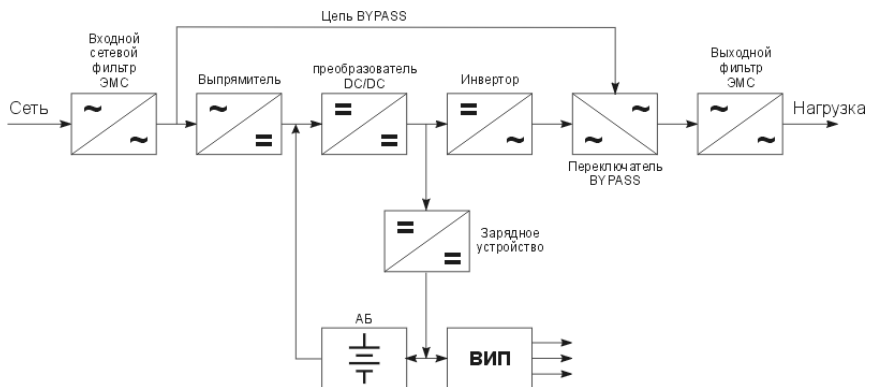 Цепь BYPASS
Входной
сетевой
фильтр
ЭМС
Выпрямитель
преобразователь
DC/DC
Инвертор
Выходной
фильтр
ЭМС
Сеть
Нагрузка
Переключатель
BYPASS
Зарядное
устройство
АБ
ВИП